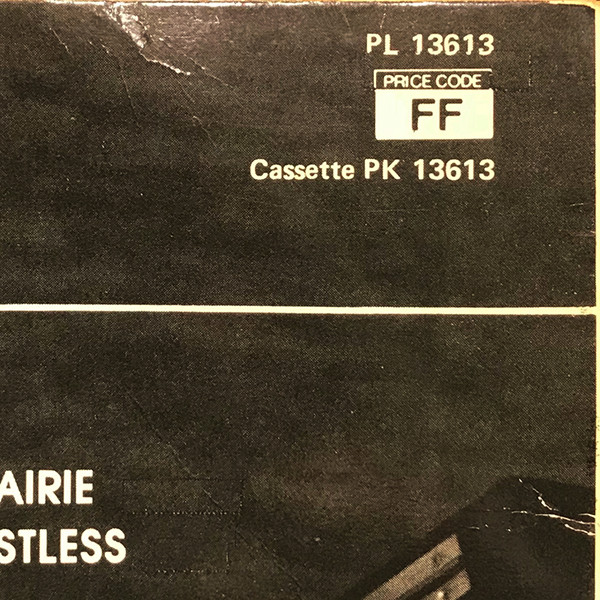 PL 13613
PRICE CODE
FF
Cassette PK 13613
AIRIE
STLESS